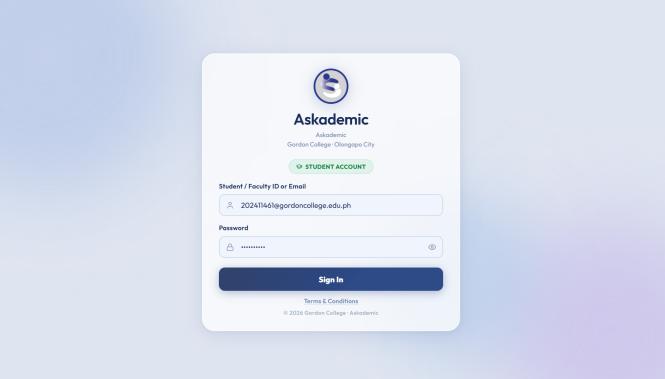 Askademic
Askademic
Gordon College · Olongapo City
STUDENT ACCOUNT
Student / Faculty ID or Email
202411461@gordoncollege.edu.ph
Password
••••••••••
Sign In
Terms & Conditions
© 2026 Gordon College · Askademic